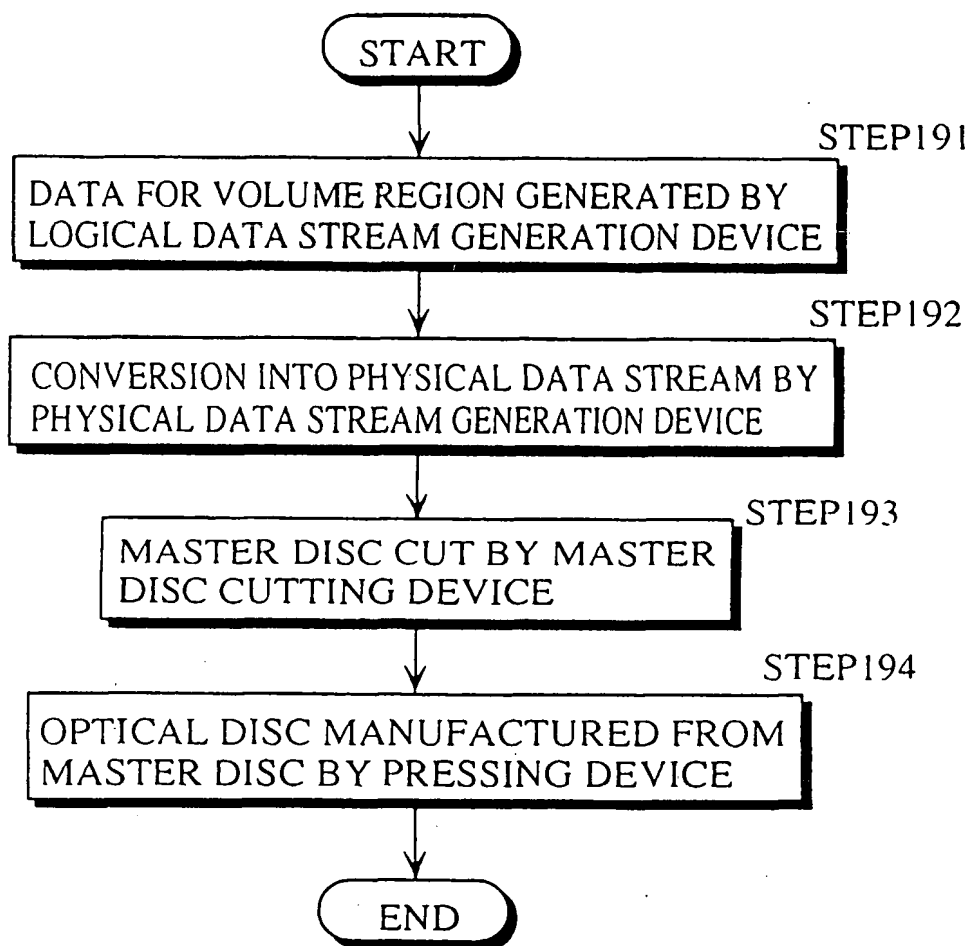 START
STEP191
DATA FOR VOLUME REGION GENERATED BY
LOGICAL DATA STREAM GENERATION DEVICE
STEP192
CONVERSION INTO PHYSICAL DATA STREAM BY
PHYSICAL DATA STREAM GENERATION DEVICE
STEP193
MASTER DISC CUT BY MASTER
DISC CUTTING DEVICE
STEP194
OPTICAL DISC MANUFACTURED FROM
MASTER DISC BY PRESSING DEVICE
END